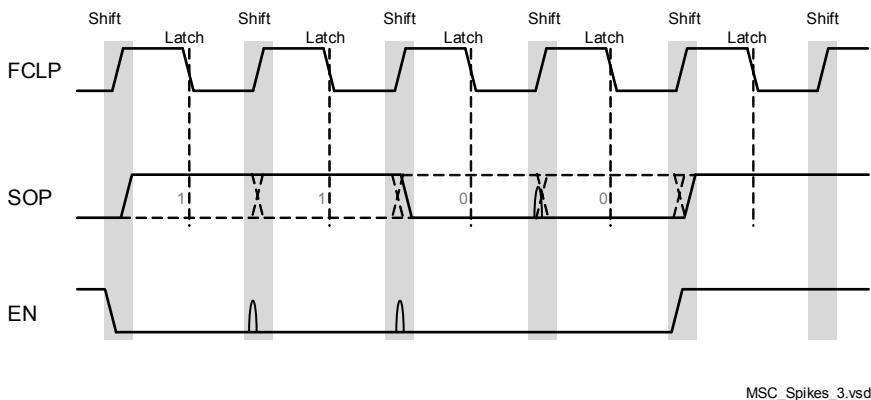 Shift Shift Shift Shift Shift Shift
Latch Latch Latch Latch Latch
FCLP
SOP 1 1 0 0
EN
MSC_Spikes_3.vsd